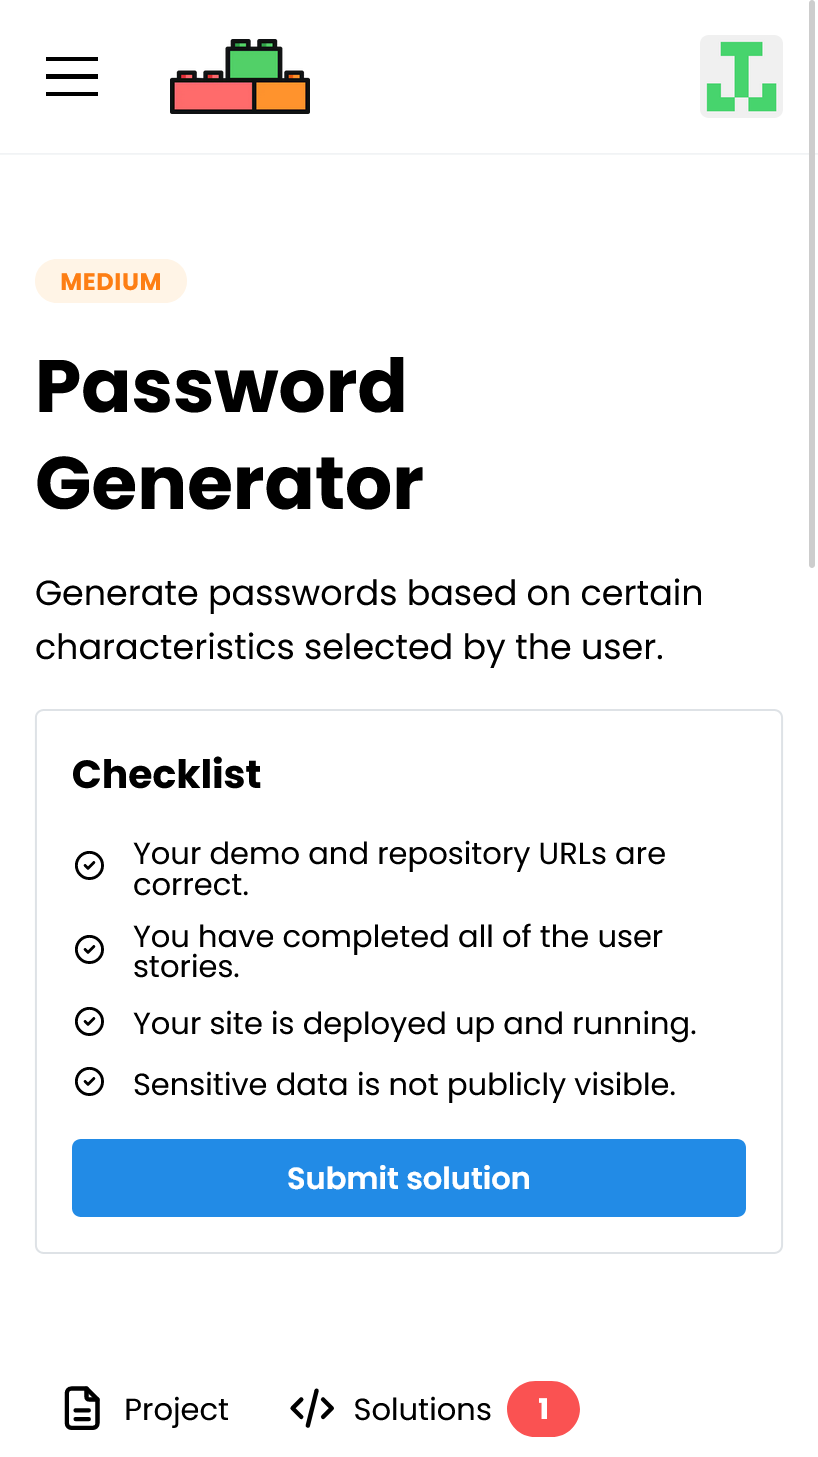 MEDIUM
Password
Generator
Generate passwords based on certain
characteristics selected by the user.
Checklist
Your demo and repository URLs are
correct.
You have completed all of the user
stories.
Your site is deployed up and running.
Sensitive data is not publicly visible.
Submit solution
Project
Solutions 1